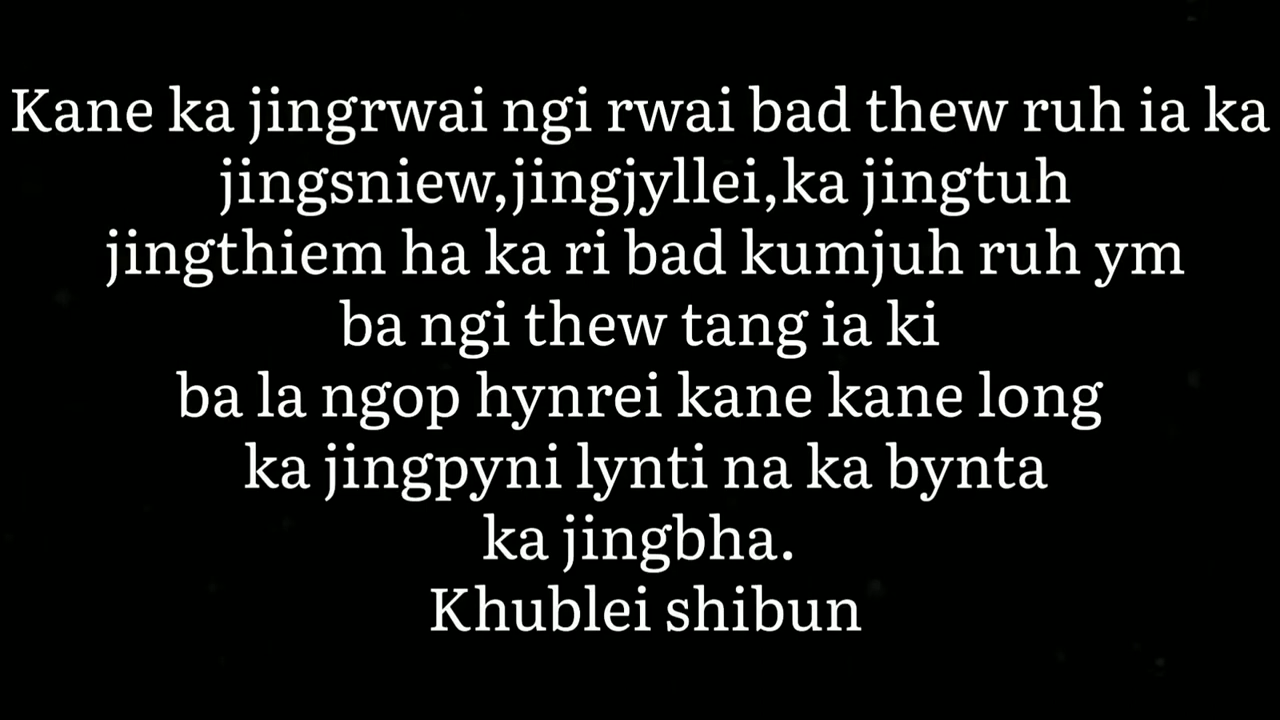 Kane ka jingrwai ngi rwai bad thew ruh ia ka
jingsniew,jingjyllei,ka jingtuh
jingthiem ha ka ri bad kumjuh ruh ym
ba ngi thew tang ia ki
ba la ngop hynrei kane kane long
ka jingpyni lynti na ka bynta
ka jingbha.
Khublei shibun